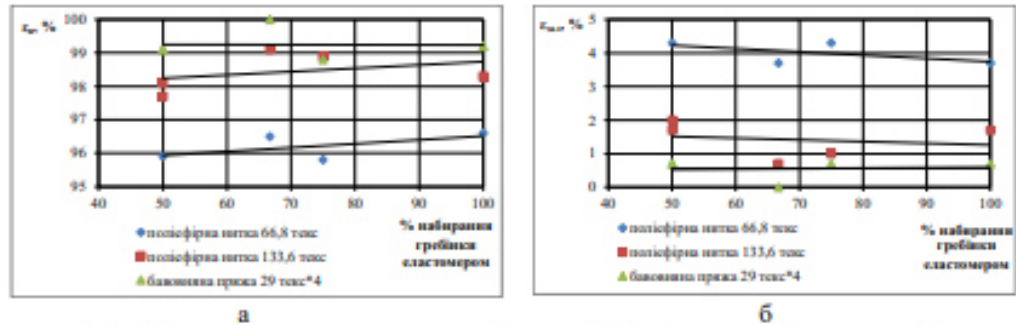 εв, %
100
99
98
97
96
95
40 50 60 70 80 90 100
поліефірна нитка 66,8 текс
поліефірна нитка 133,6 текс
бавовняна пряжа 29 текс*4
% набирання
гребінки
еластомером
а
%
5
4
3
2
1
0
40 50 60 70 80 90 100
поліефірна нитка 66,8 текс
поліефірна нитка 133,6 текс
бавовняна пряжа 29 текс*4
% набирання
гребінки
еластомером
б